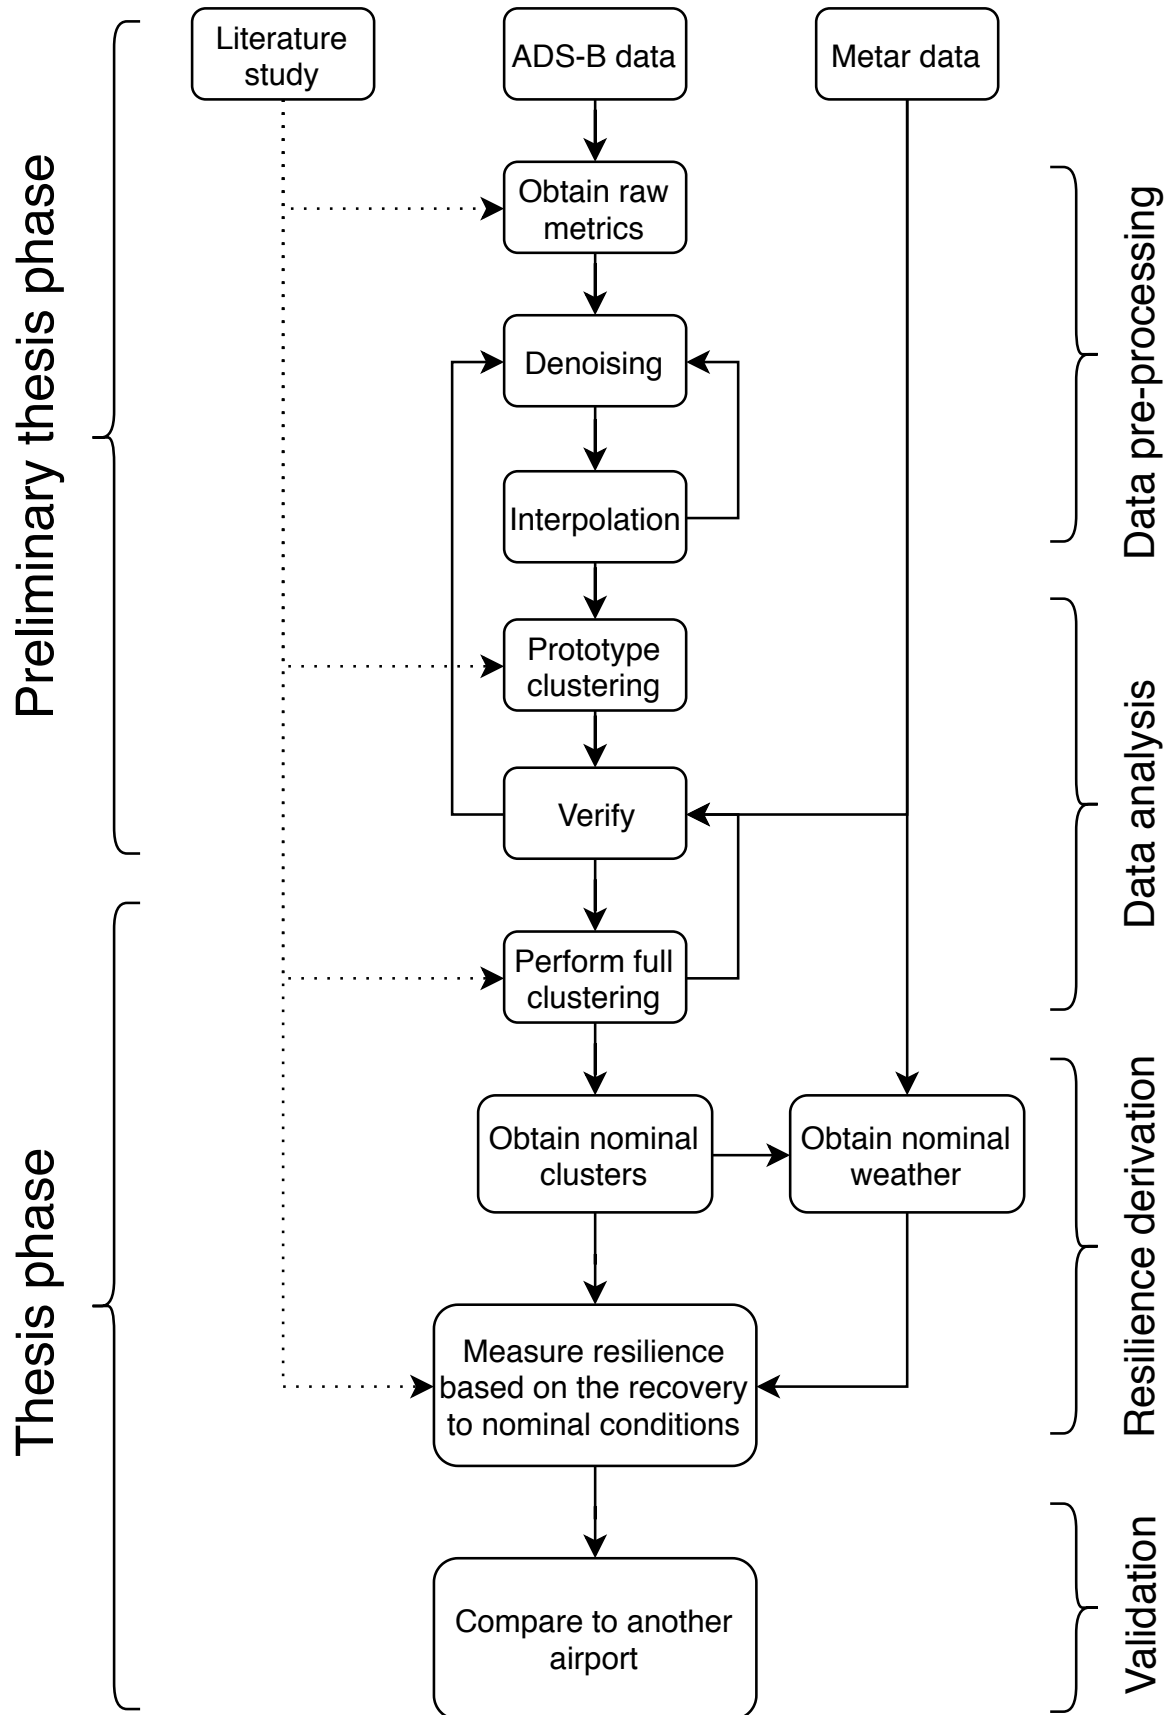 Literature
study
ADS-B data
Metar data
Preliminary thesis phase
Obtain raw
metrics
Data pre-processing
Denoising
Interpolation
Prototype
clustering
Data analysis
Verify
Perform full
clustering
Thesis phase
Obtain nominal
clusters
Obtain nominal
weather
Resilience derivation
Measure resilience
based on the recovery
to nominal conditions
Compare to another
airport
Validation